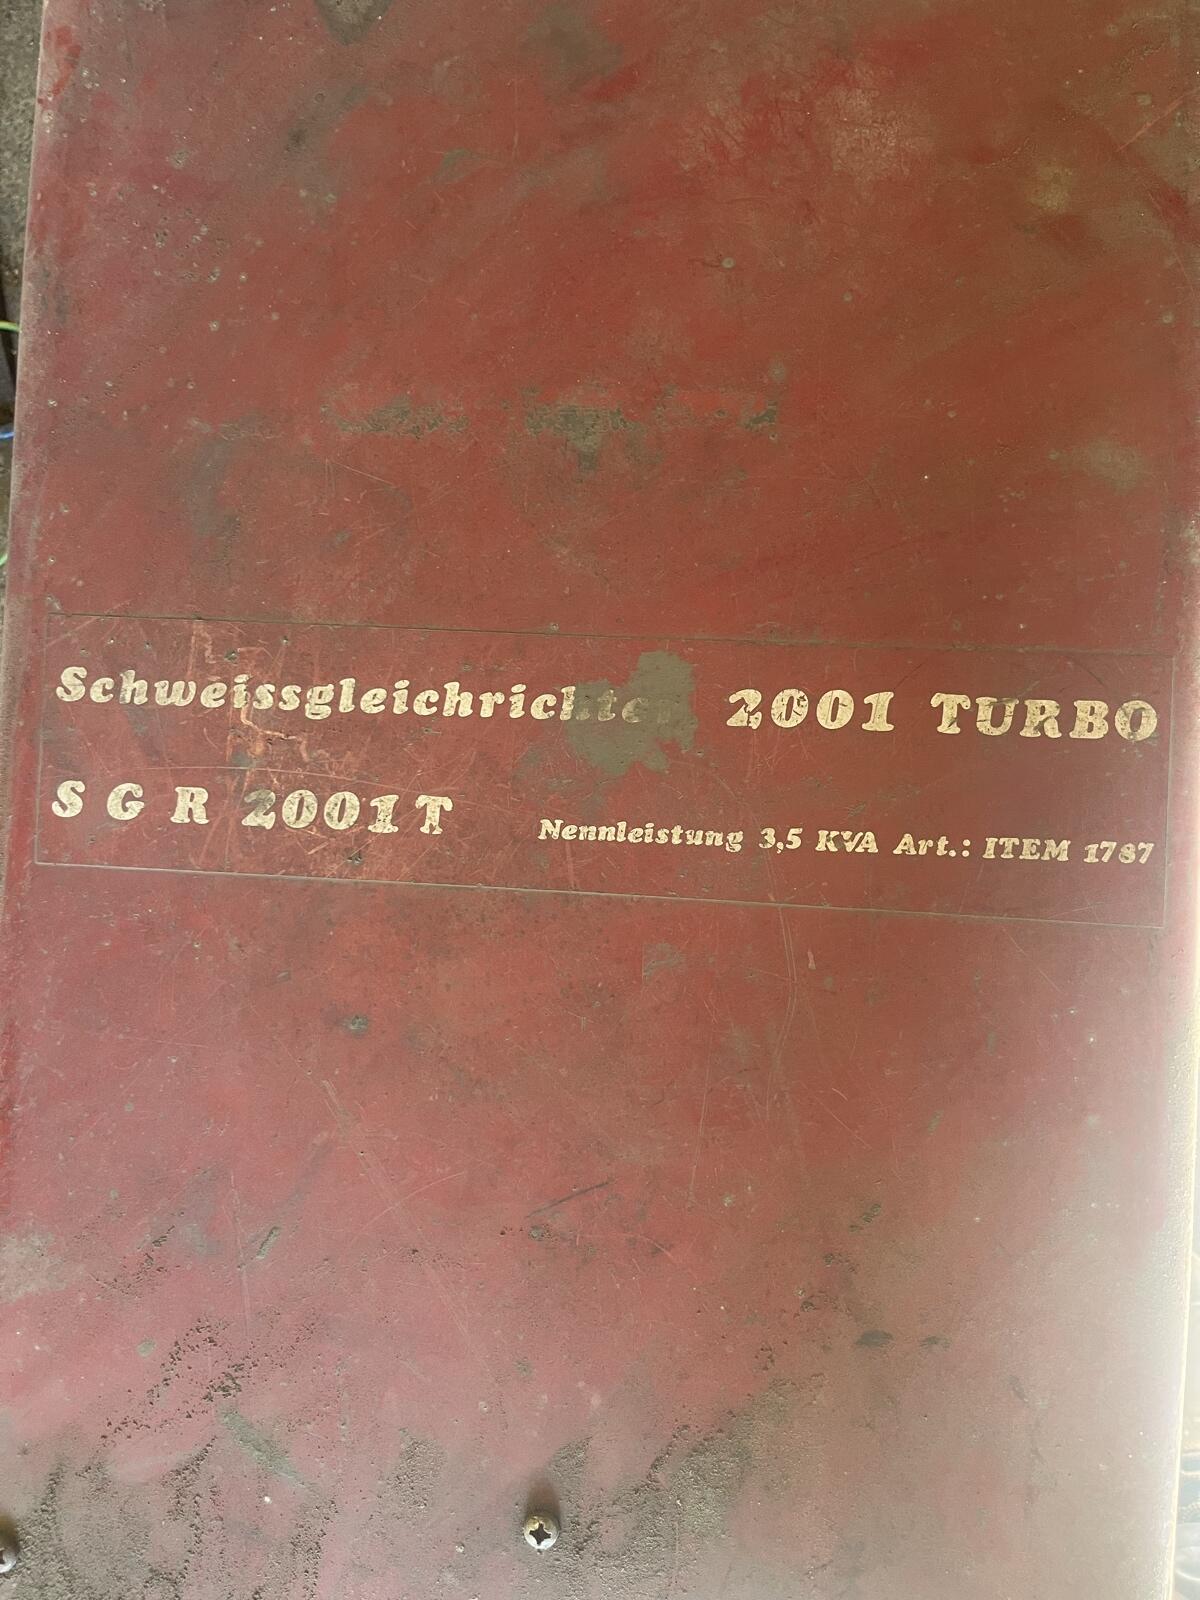 Schweissgleichrichter 2001 TURBO
S G R 2001 T
Nennleistung 3,5 KVA Art.: ITEM 1787